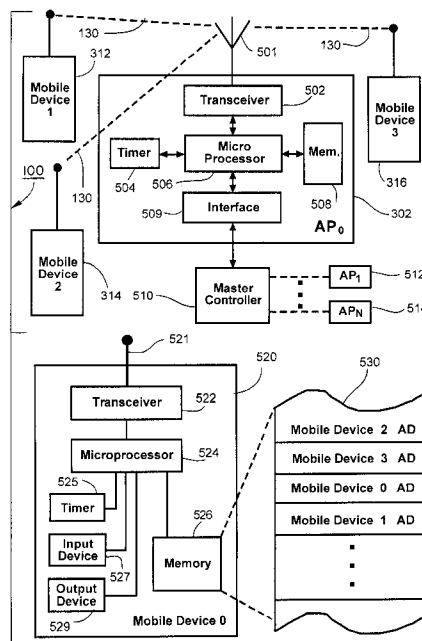 130
501
130
312
Mobile
Device
1
Transceiver
502
Mobile
Device
3
100
Timer
504
Micro
Processor
506
Mem.
508
316
509
Interface
AP0
302
Mobile
Device
2
130
314
510
Master
Controller
AP1
512
APN
514
521
520
530
Transceiver
522
Microprocessor
524
525
Timer
526
Input
Device
527
Memory
Output
Device
529
Mobile Device 0
Mobile Device 2 AD
Mobile Device 3 AD
Mobile Device 0 AD
Mobile Device 1 AD